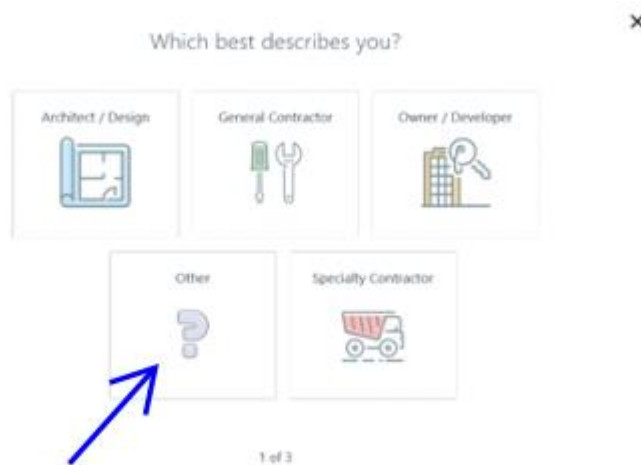 Which best describes you?
Architect / Design
General Contractor
Owner / Developer
Other
Specialty Contractor
1 of 3